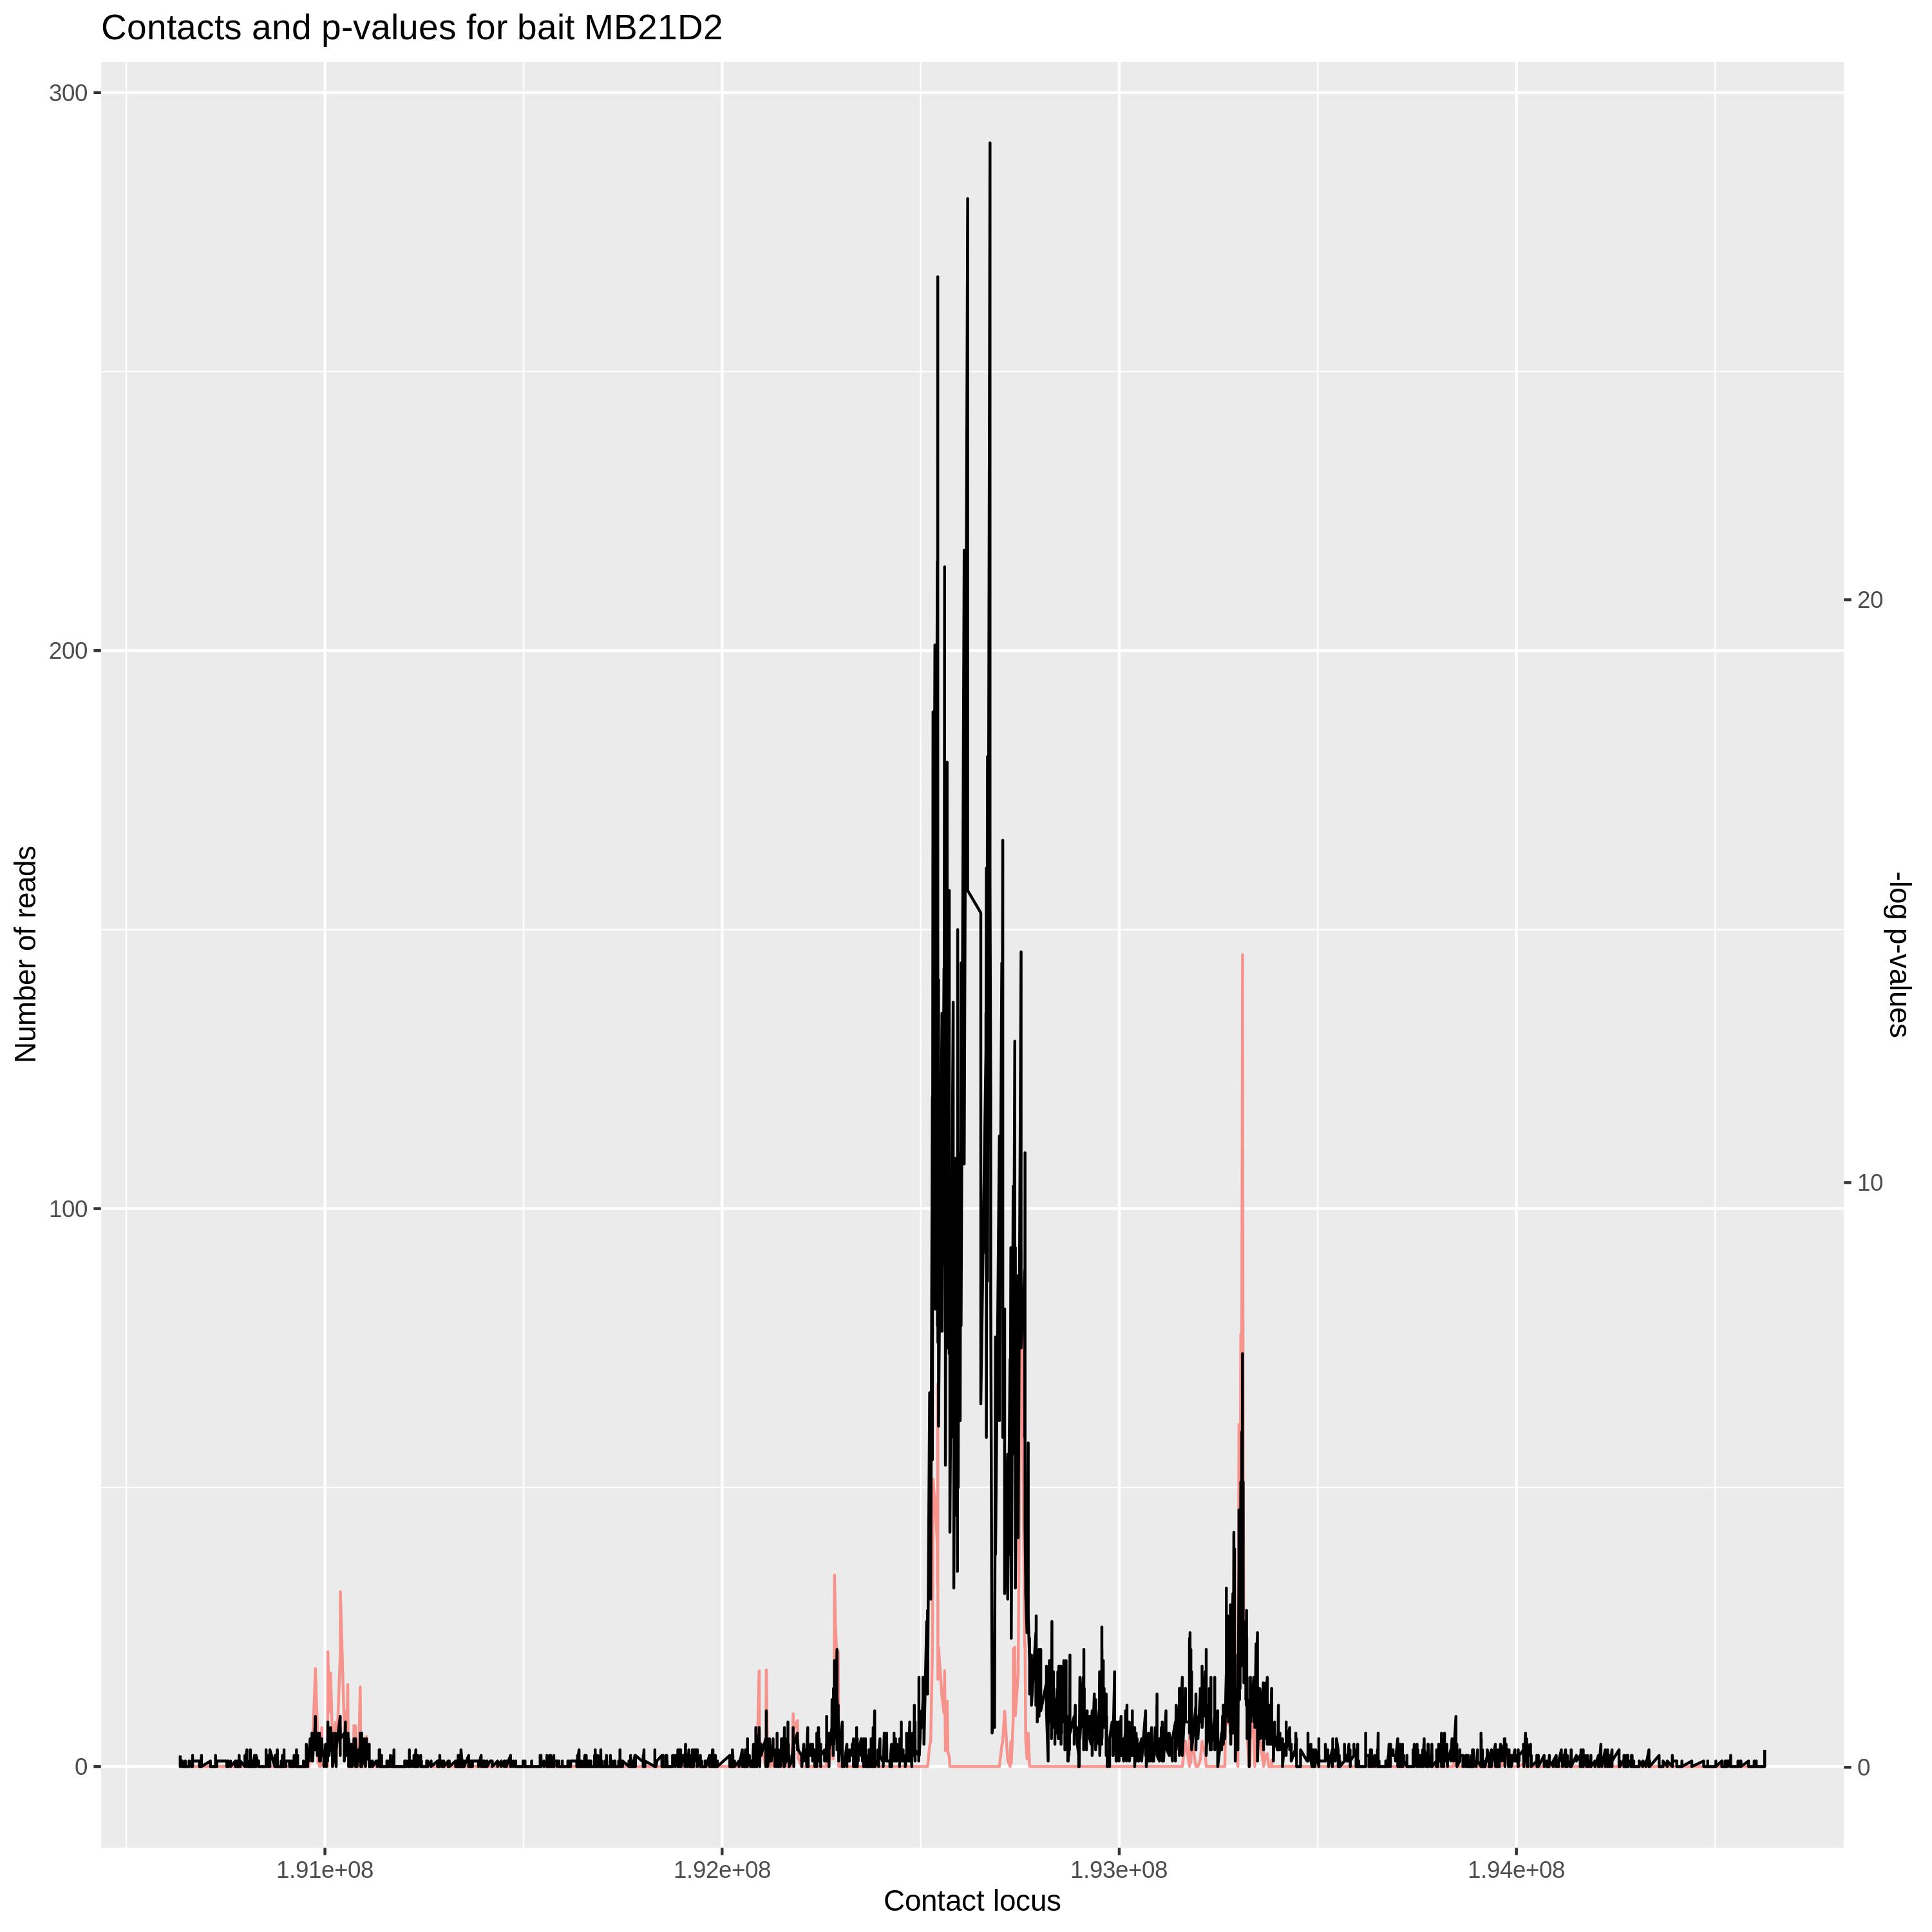 Contacts and p-values for bait MB21D2
300
200
100
0
Number of reads
20
10
0
-log p-values
1.91e+08
1.92e+08
1.93e+08
1.94e+08
Contact locus